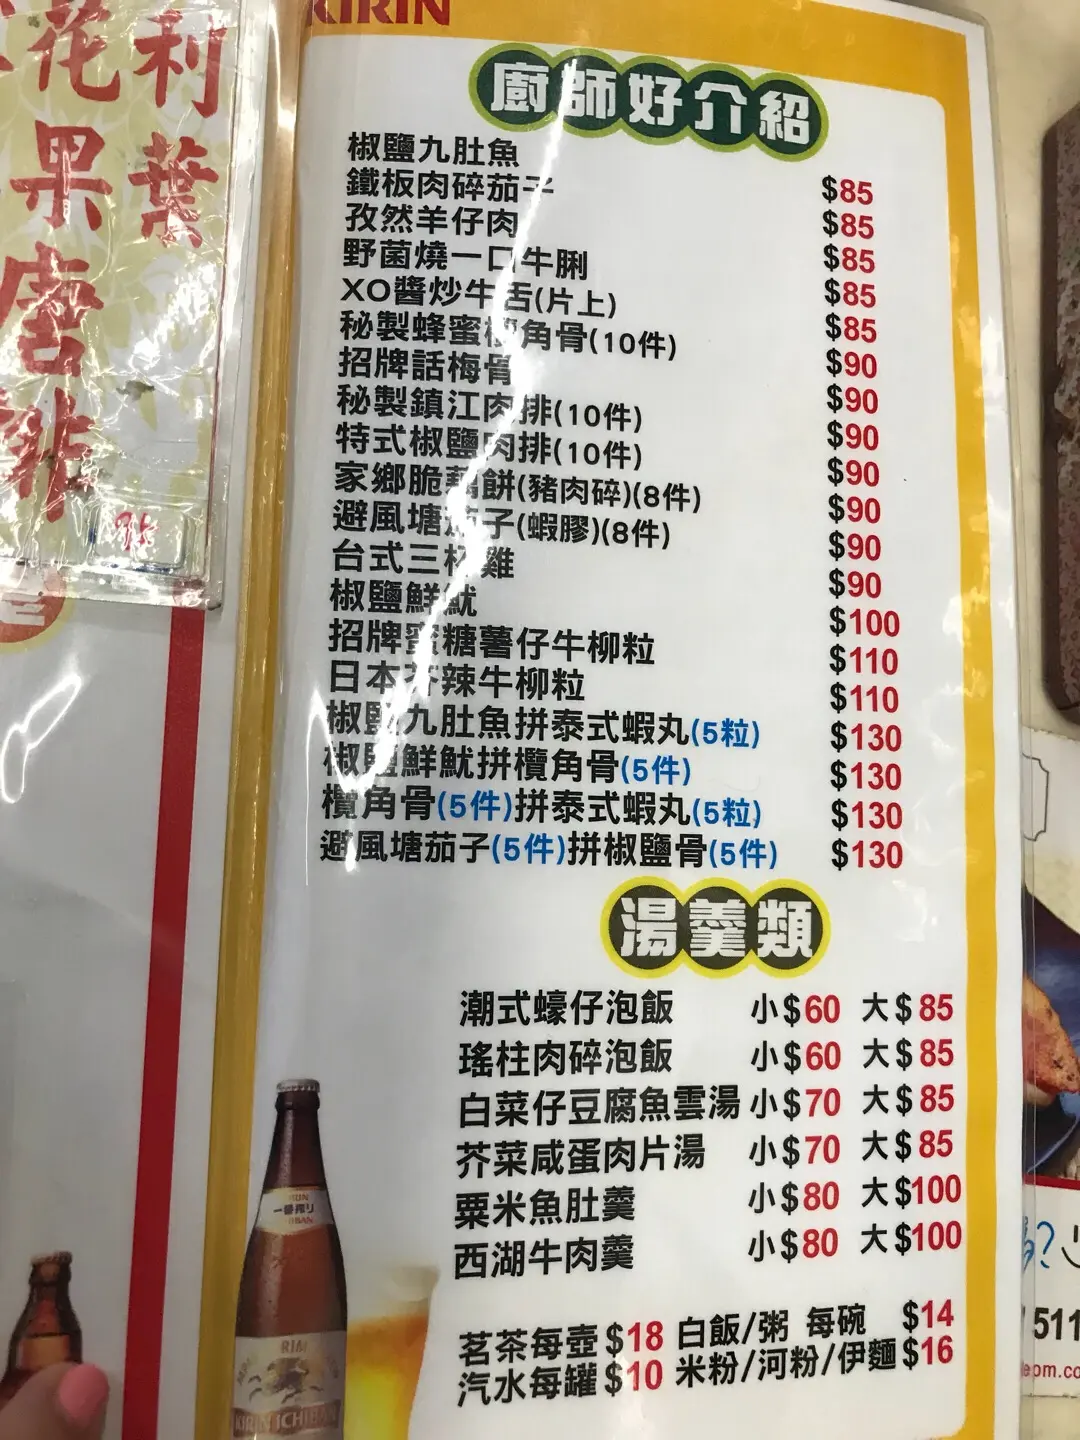 KIRIN
利葉
花果
唐排
廚師好介紹
椒鹽九肚魚 $85
鐵板肉碎茄子 $85
孜然羊仔肉 $85
野菌燒一口牛脷 $85
XO醬炒牛舌(片上) $85
秘製蜂蜜欖角骨(10件) $90
招牌話梅骨 $90
秘製鎮江肉排(10件) $90
特式椒鹽肉排(10件) $90
家鄉脆藕餅(豬肉碎)(8件) $90
避風塘茄子(蝦膠)(8件) $90
台式三杯雞 $90
椒鹽鮮魷 $100
招牌蜜糖薯仔牛柳粒 $110
日本芥辣牛柳粒 $110
椒鹽九肚魚拼泰式蝦丸(5粒) $130
椒鹽鮮魷拼欖角骨(5件) $130
欖角骨(5件)拼泰式蝦丸(5粒) $130
避風塘茄子(5件)拼椒鹽骨(5件) $130
湯羹類
潮式蠔仔泡飯 小$60 大$85
瑤柱肉碎泡飯 小$60 大$85
白菜仔豆腐魚雲湯 小$70 大$85
芥菜咸蛋肉片湯 小$70 大$85
粟米魚肚羹 小$80 大$100
西湖牛肉羹 小$80 大$100
茗茶每壺$18 白飯/粥 每碗 $14
汽水每罐$10 米粉/河粉/伊麵$16
一番搾り
KIRIN ICHIBAN
511